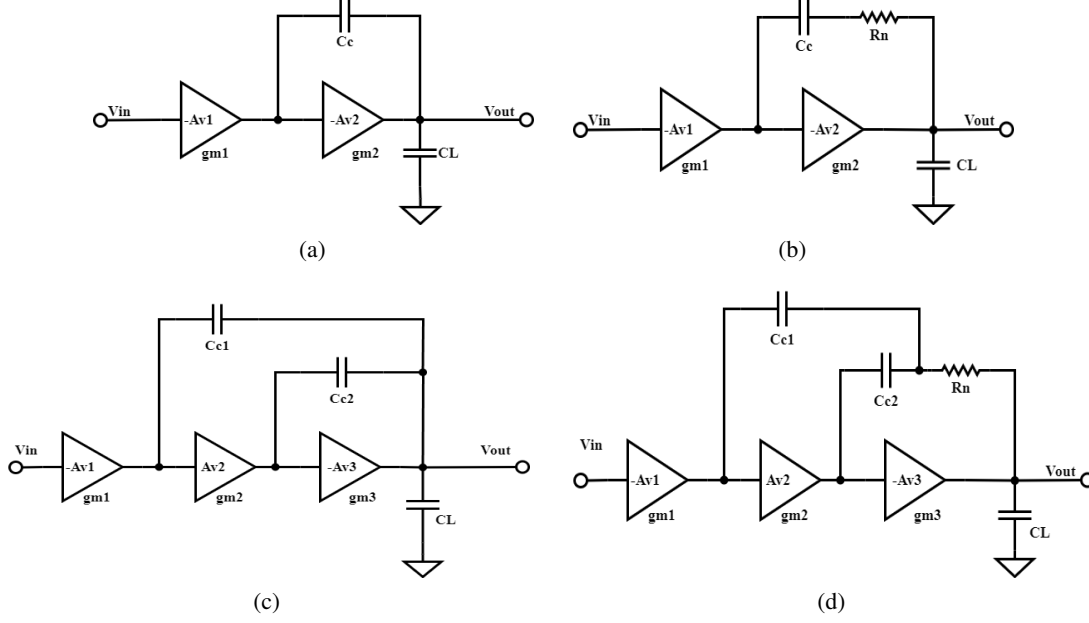 Cc
Vin
-Av1
-Av2
Vout
gm1
gm2
CL
(a)
Cc
Rn
Vin
-Av1
-Av2
Vout
gm1
gm2
CL
(b)
Cc1
Cc2
Vin
-Av1
Av2
-Av3
Vout
gm1
gm2
gm3
CL
(c)
Cc1
Cc2
Rn
Vin
-Av1
Av2
-Av3
Vout
gm1
gm2
gm3
CL
(d)